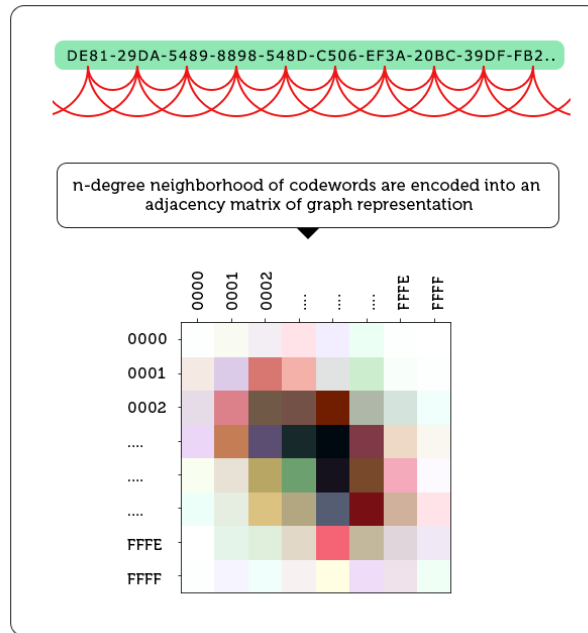 DE81-29DA-5489-8898-548D-C506-EF3A-20BC-39DF-FB2..
n-degree neighborhood of codewords are encoded into an
adjacency matrix of graph representation
0000 0001 0002 .... .... .... FFFE FFFF
0000
0001
0002
....
....
....
FFFE
FFFF